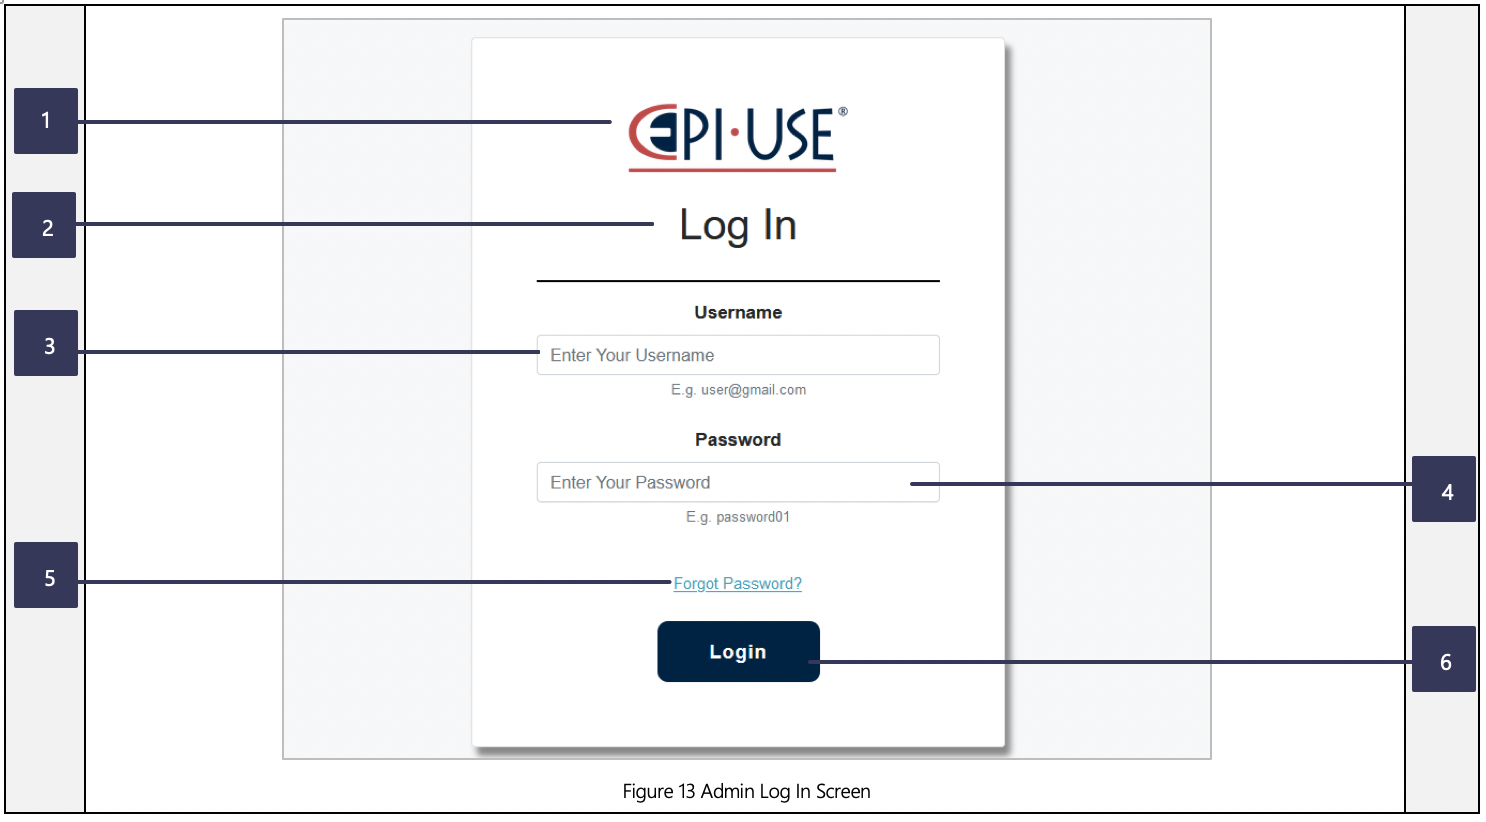 1
EPI·USE®
2
Log In
Username
3
Enter Your Username
E.g. user@gmail.com
Password
Enter Your Password
4
E.g. password01
5
Forgot Password?
Login
6
Figure 13 Admin Log In Screen